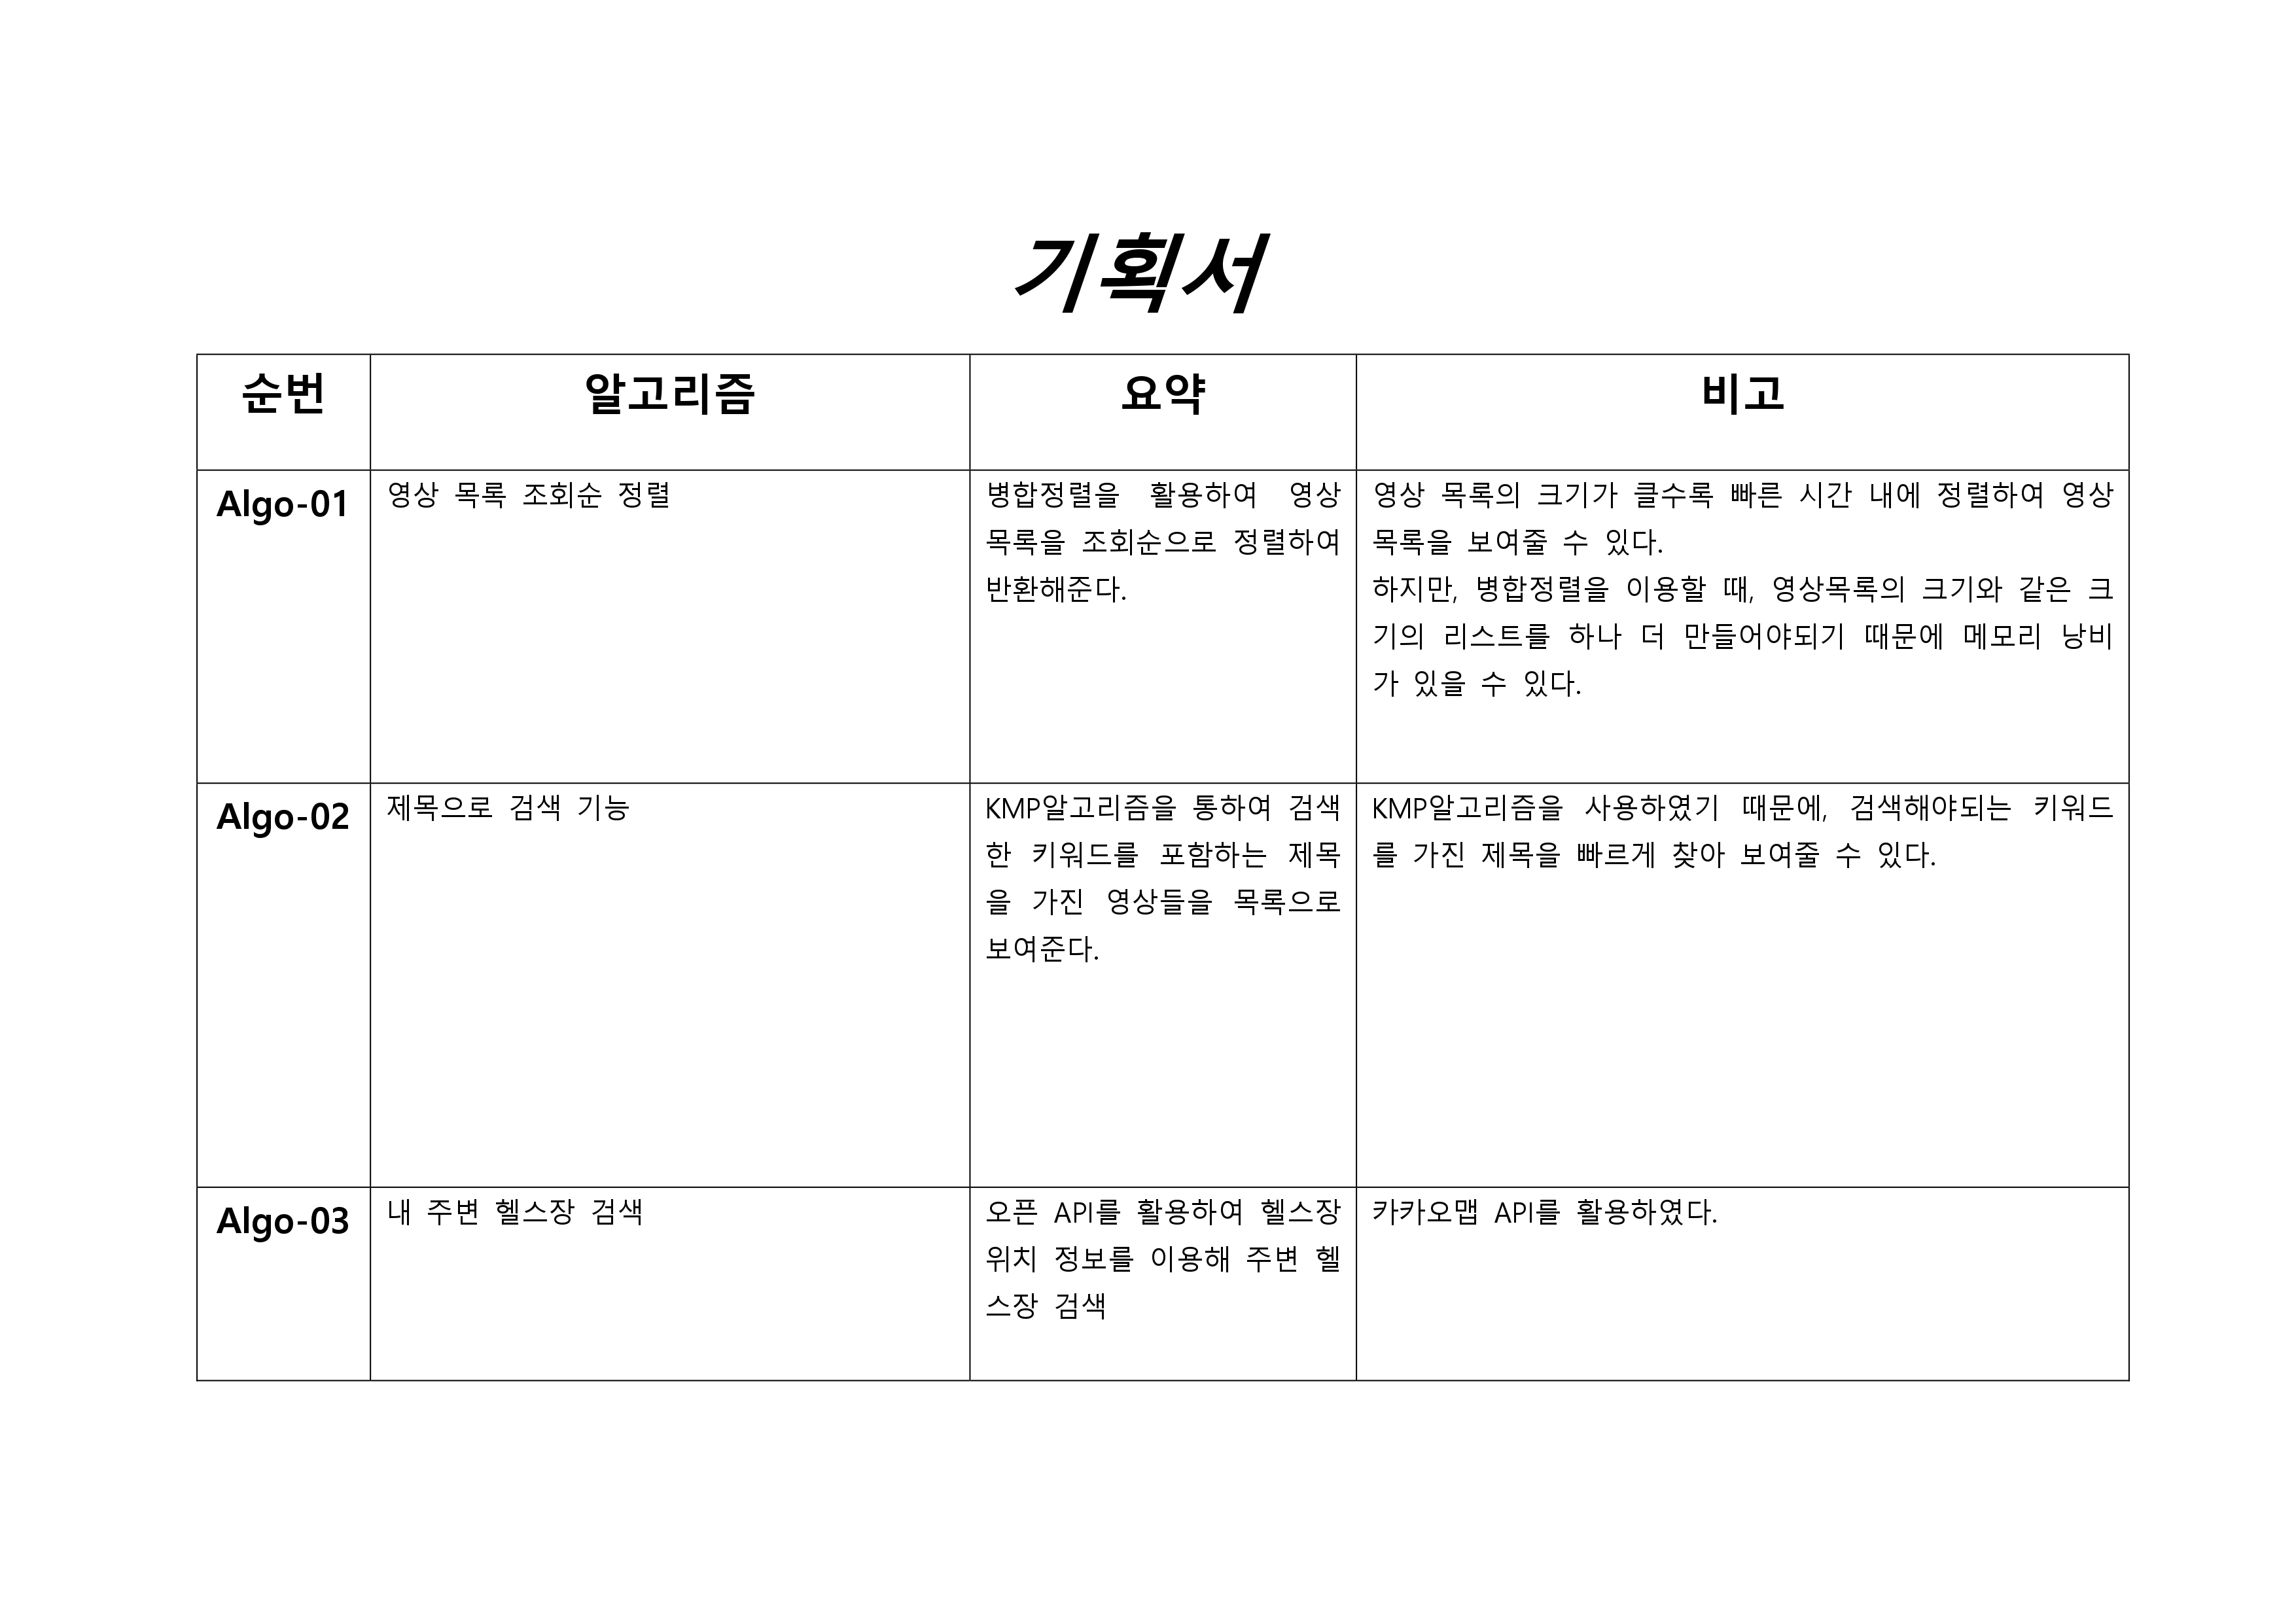 기획서
순번 알고리즘 요약 비고
Algo-01
영상 목록 조회순 정렬
병합정렬을 활용하여 영상
목록을 조회순으로 정렬하여
반환해준다.
영상 목록의 크기가 클수록 빠른 시간 내에 정렬하여 영상
목록을 보여줄 수 있다.
하지만, 병합정렬을 이용할 때, 영상목록의 크기와 같은 크
기의 리스트를 하나 더 만들어야되기 때문에 메모리 낭비
가 있을 수 있다.
Algo-02
제목으로 검색 기능
KMP알고리즘을 통하여 검색
한 키워드를 포함하는 제목
을 가진 영상들을 목록으로
보여준다.
KMP알고리즘을 사용하였기 때문에, 검색해야되는 키워드
를 가진 제목을 빠르게 찾아 보여줄 수 있다.
Algo-03
내 주변 헬스장 검색
오픈 API를 활용하여 헬스장
위치 정보를 이용해 주변 헬
스장 검색
카카오맵 API를 활용하였다.